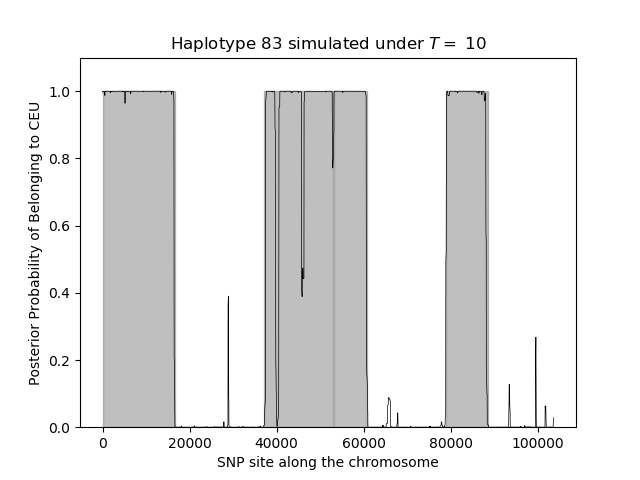 Haplotype 83 simulated under T = 10
Posterior Probability of Belonging to CEU
1.0
0.8
0.6
0.4
0.2
0.0
0 20000 40000 60000 80000 100000
SNP site along the chromosome